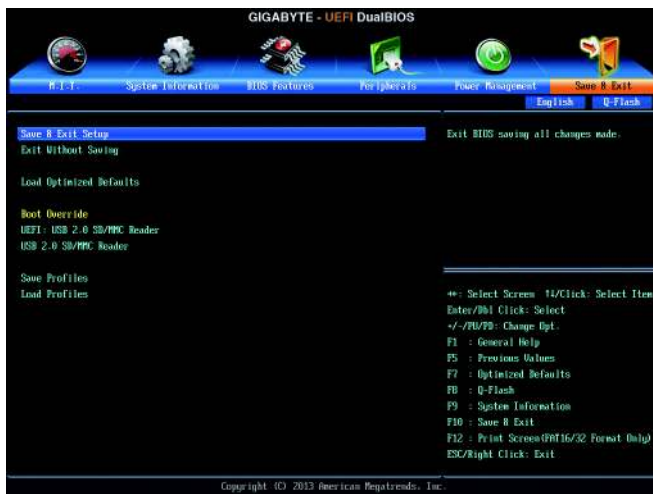 GIGABYTE - UEFI DualBIOS
M.I.T. System Information BIOS Features Peripherals Power Management Save & Exit
English Q-Flash
Save & Exit Setup
Exit BIOS saving all changes made.
Exit Without Saving
Load Optimized Defaults
Boot Override
UEFI: USB 2.0 SD/MMC Reader
USB 2.0 SD/MMC Reader
Save Profiles
Load Profiles
↔: Select Screen ↑↓/Click: Select Item
Enter/Dbl Click: Select
+/-/PU/PD: Change Opt.
F1 : General Help
F5 : Previous Values
F7 : Optimized Defaults
F8 : Q-Flash
F9 : System Information
F10 : Save & Exit
F12 : Print Screen(FAT16/32 Format Only)
ESC/Right Click: Exit
Copyright (C) 2013 American Megatrends, Inc.